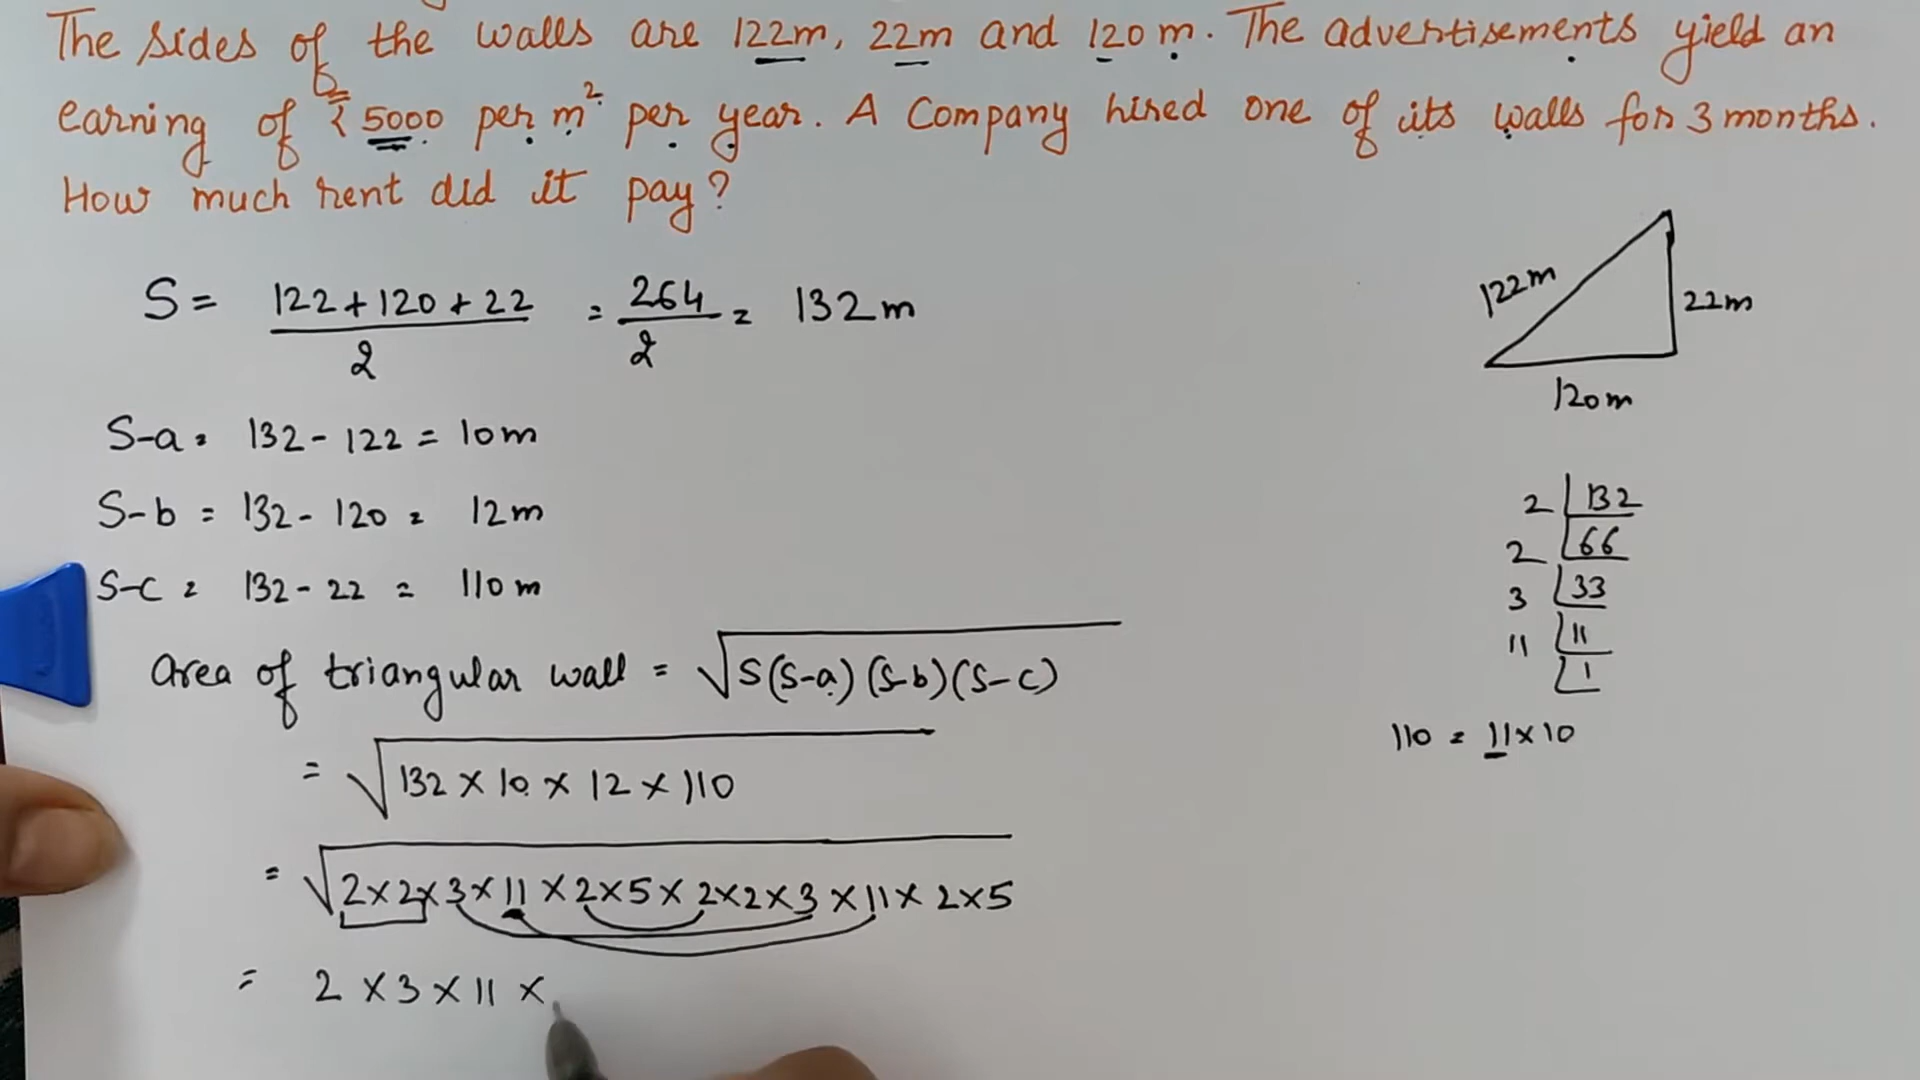 The sides of the walls are 122m, 22m and 120 m. The advertisements yield an
earning of ₹ 5000 per m² per year. A Company hired one of its walls for 3 months.
How much rent did it pay?
S = 122 + 120 + 22 / 2 = 264 / 2 = 132 m
122m
22m
120m
S-a = 132 - 122 = 10m
S-b = 132 - 120 = 12m
S-c = 132 - 22 = 110 m
2 | 132
2 | 66
3 | 33
11 | 11
1
Area of triangular wall = √S(S-a)(S-b)(S-c)
110 = 11 × 10
= √132 × 10 × 12 × 110
= √2×2×3×11×2×5×2×2×3×11×2×5
= 2 × 3 × 11 ×